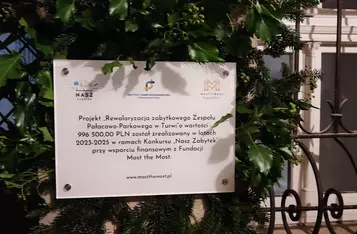 NASZ
Projekt „Rewaloryzacja zabytkowego Zespołu
Pałacowo-Parkowego w Turwi" o wartości
996 500,00 PLN został zrealizowany w latach
2023-2025 w ramach Konkursu „Nasz Zabytek"
przy wsparciu finansowym z Fundacji
Most the Most.
www.mostthemost.pl